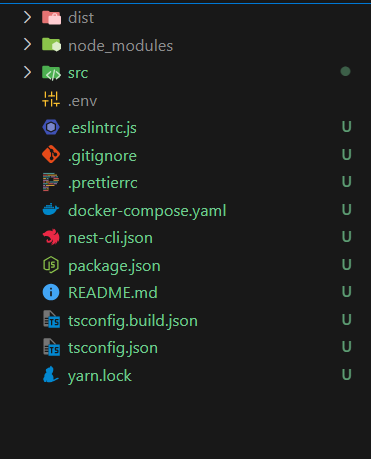 dist
node_modules
src
.env
.eslintrc.js U
.gitignore U
.prettierrc U
docker-compose.yaml U
nest-cli.json U
package.json U
README.md U
tsconfig.build.json U
tsconfig.json U
yarn.lock U